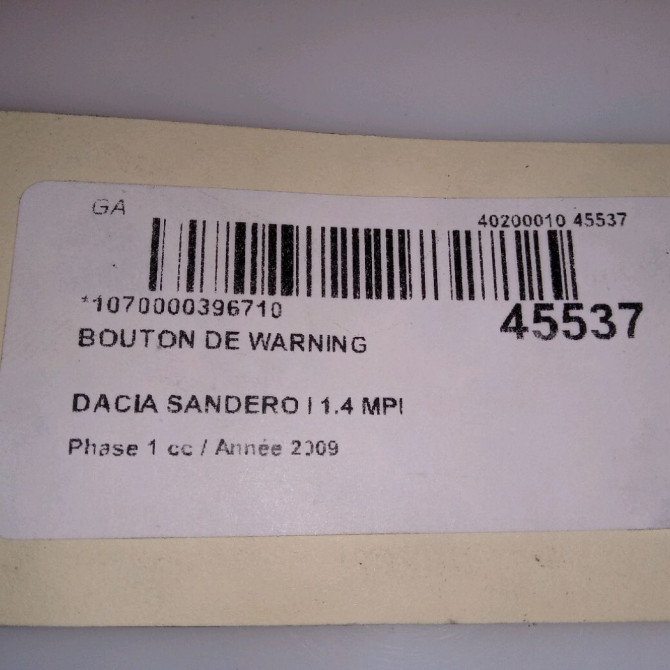 GA
40200010 45537
*1070000396710
45537
BOUTON DE WARNING
DACIA SANDERO I 1.4 MPI
Phase 1 cc / Année 2009